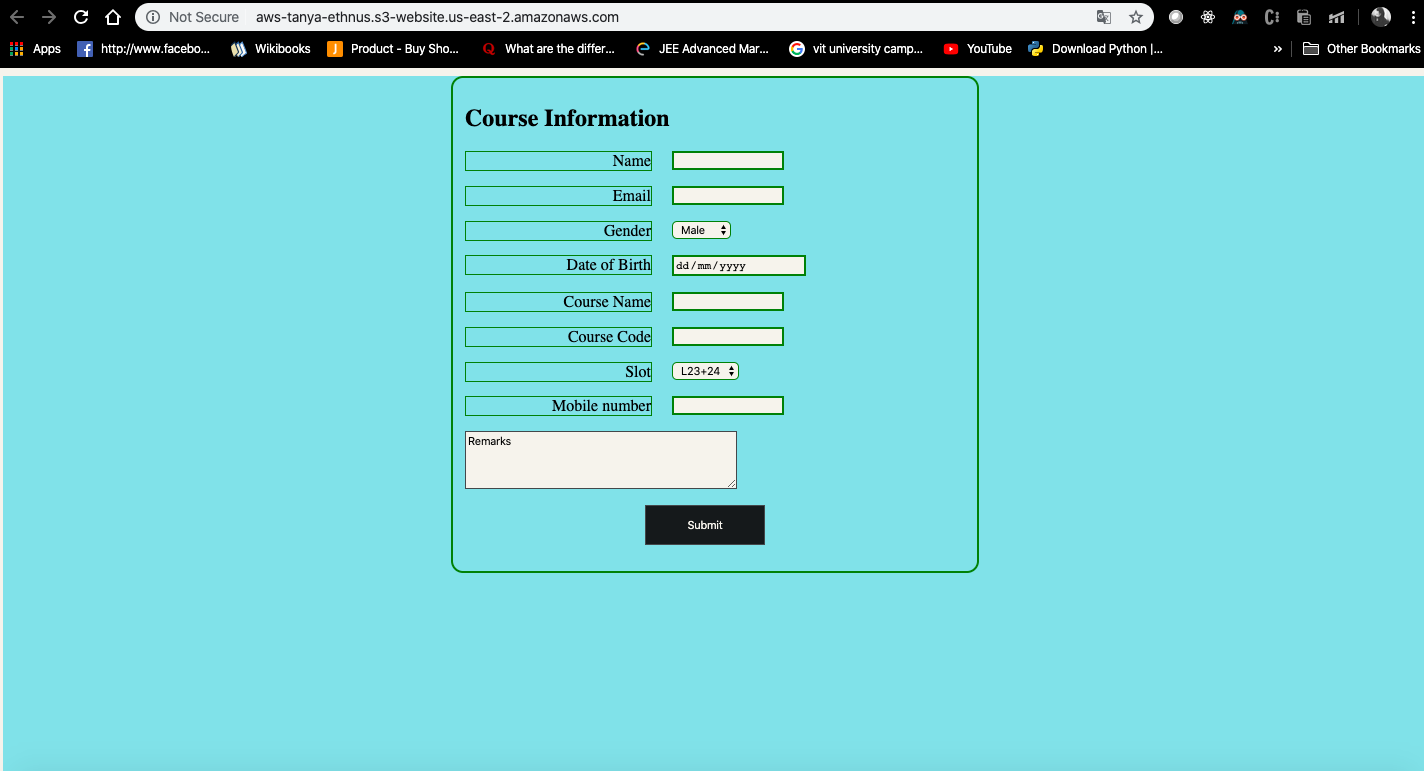 Not Secure aws-tanya-ethnus.s3-website.us-east-2.amazonaws.com
Apps http://www.facebo... Wikibooks Product - Buy Sho... What are the differ... JEE Advanced Mar... vit university camp... YouTube Download Python |... » Other Bookmarks
Course Information
Name
Email
Gender Male
Date of Birth dd/mm/yyyy
Course Name
Course Code
Slot L23+24
Mobile number
Remarks
Submit